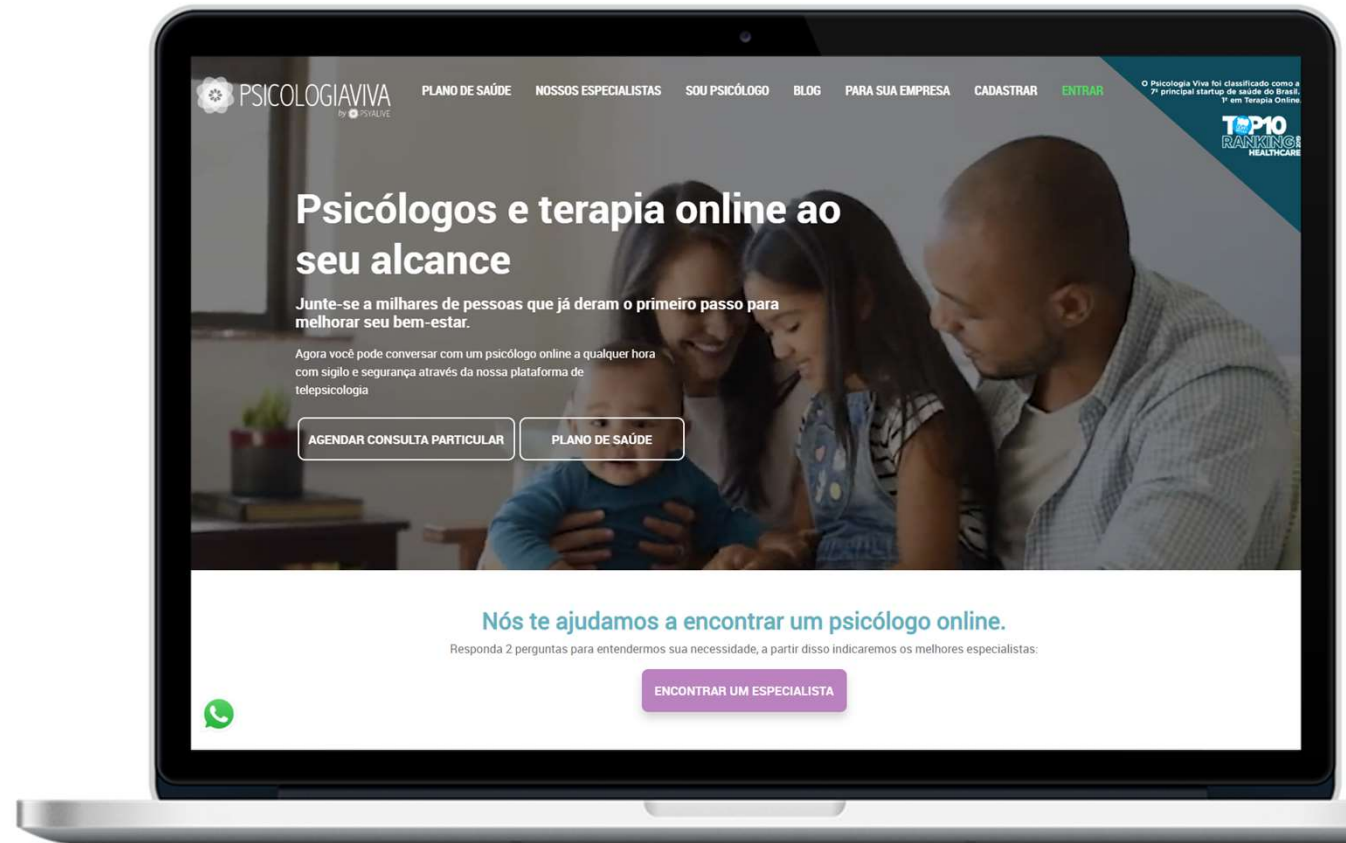 PSICOLOGIAVIVA
by PSYALIVE
PLANO DE SAÚDE
NOSSOS ESPECIALISTAS
SOU PSICÓLOGO
BLOG
PARA SUA EMPRESA
CADASTRAR
ENTRAR
O Psicologia Viva foi classificado como a
7ª principal startup de saúde do Brasil.
1ª em Terapia Online.
TOP10
RANKING
HEALTHCARE
Psicólogos e terapia online ao
seu alcance
Junte-se a milhares de pessoas que já deram o primeiro passo para
melhorar seu bem-estar.
Agora você pode conversar com um psicólogo online a qualquer hora
com sigilo e segurança através da nossa plataforma de
telepsicologia
AGENDAR CONSULTA PARTICULAR
PLANO DE SAÚDE
Nós te ajudamos a encontrar um psicólogo online.
Responda 2 perguntas para entendermos sua necessidade, a partir disso indicaremos os melhores especialistas:
ENCONTRAR UM ESPECIALISTA